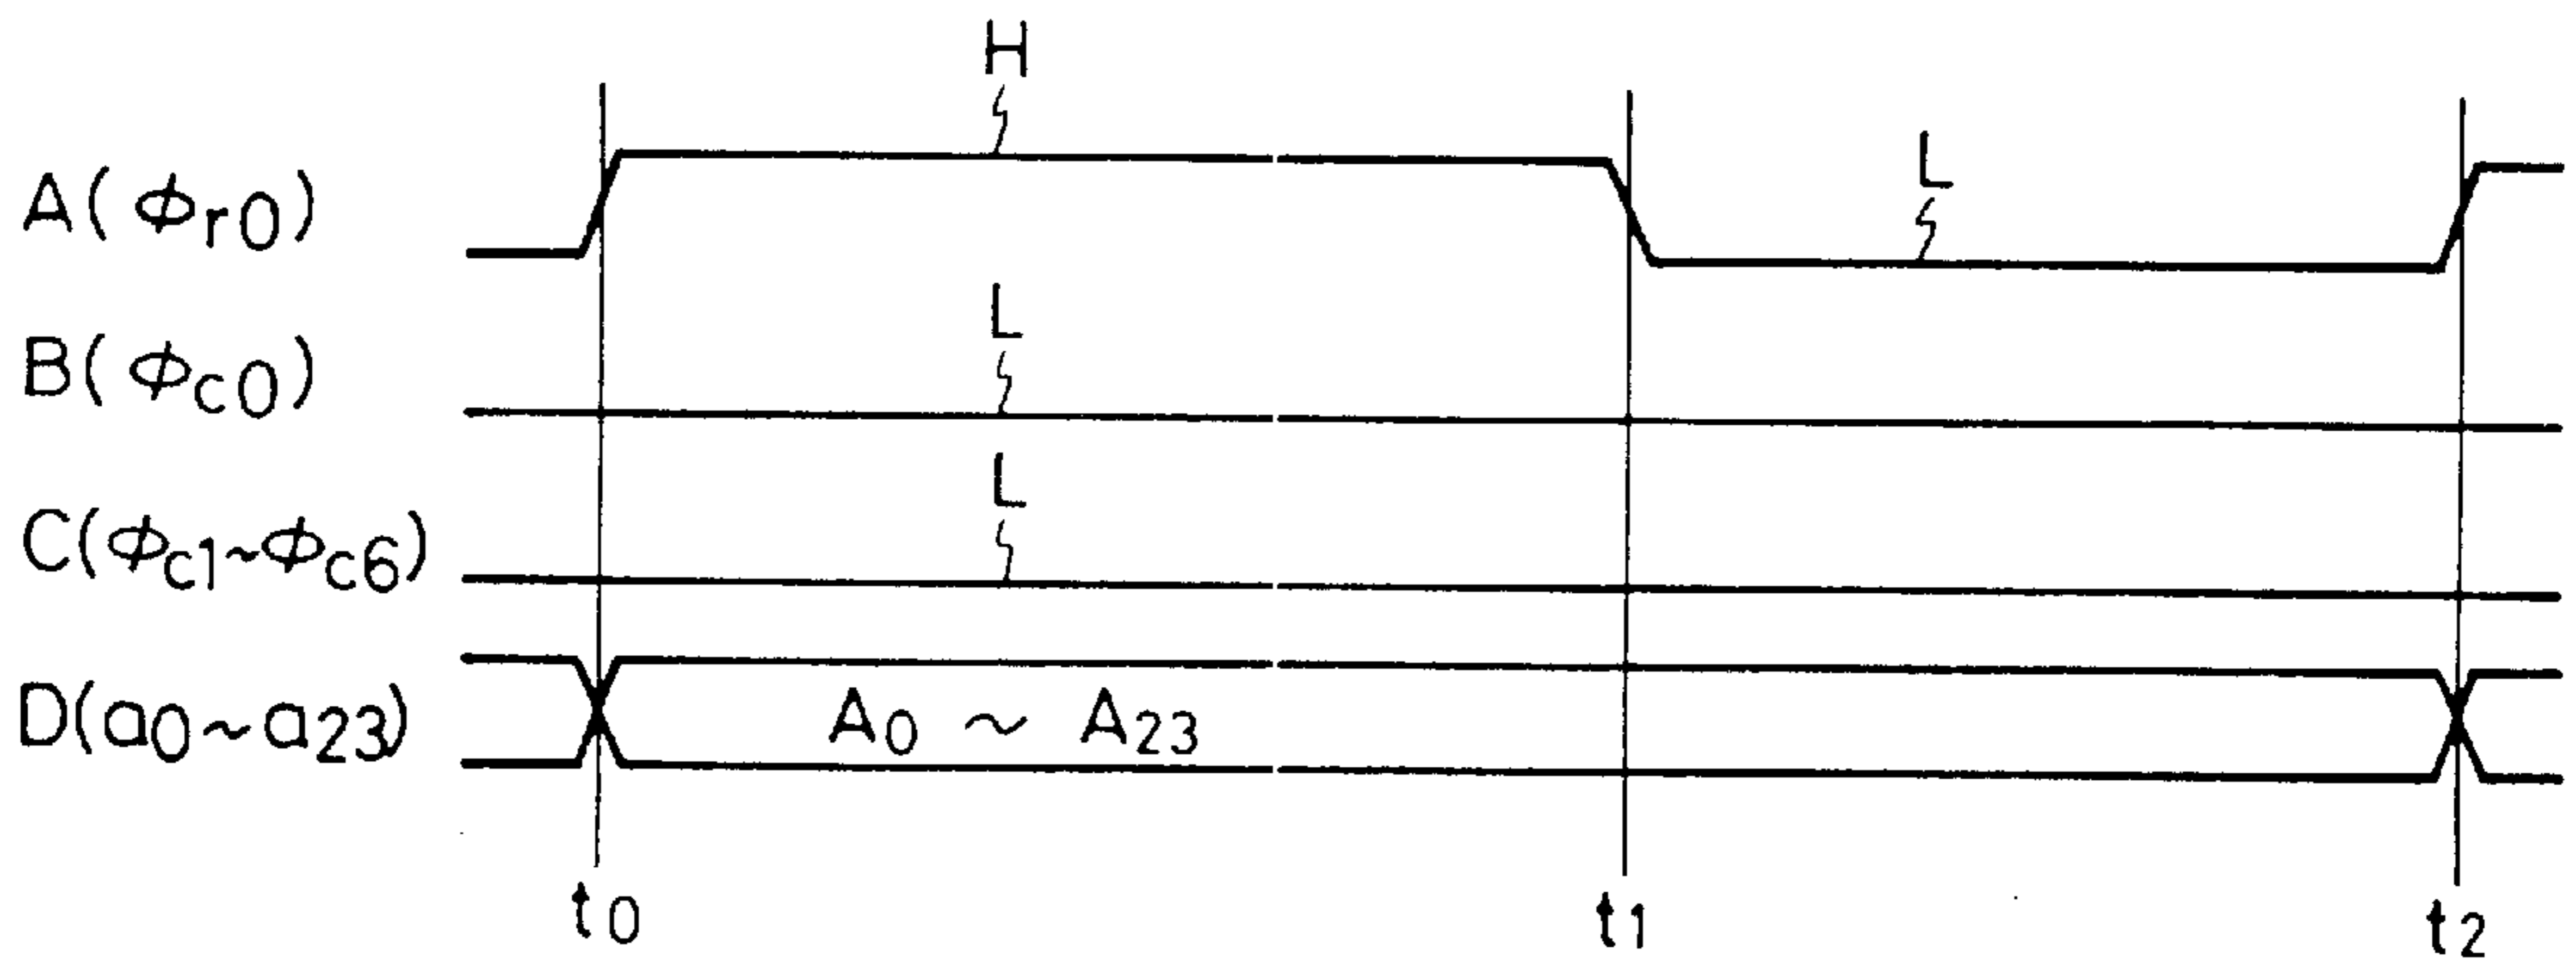 H
A(ϕr0) L
L
B(ϕc0)
L
C(ϕc1~ϕc6)
D(a0~a23) A0 ~ A23
t0 t1 t2